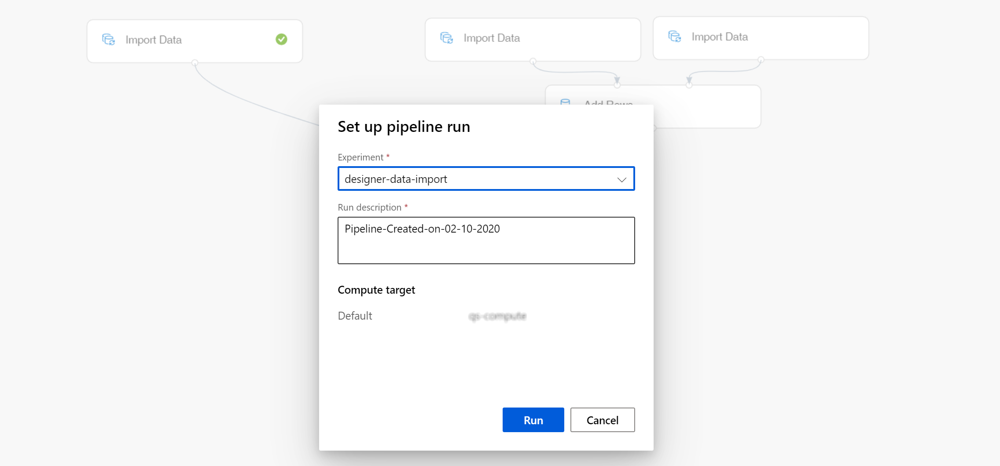 Import Data
Import Data
Import Data
Add Rows
Set up pipeline run
Experiment *
designer-data-import
Run description *
Pipeline-Created-on-02-10-2020
Compute target
Default
qs-compute
Run
Cancel